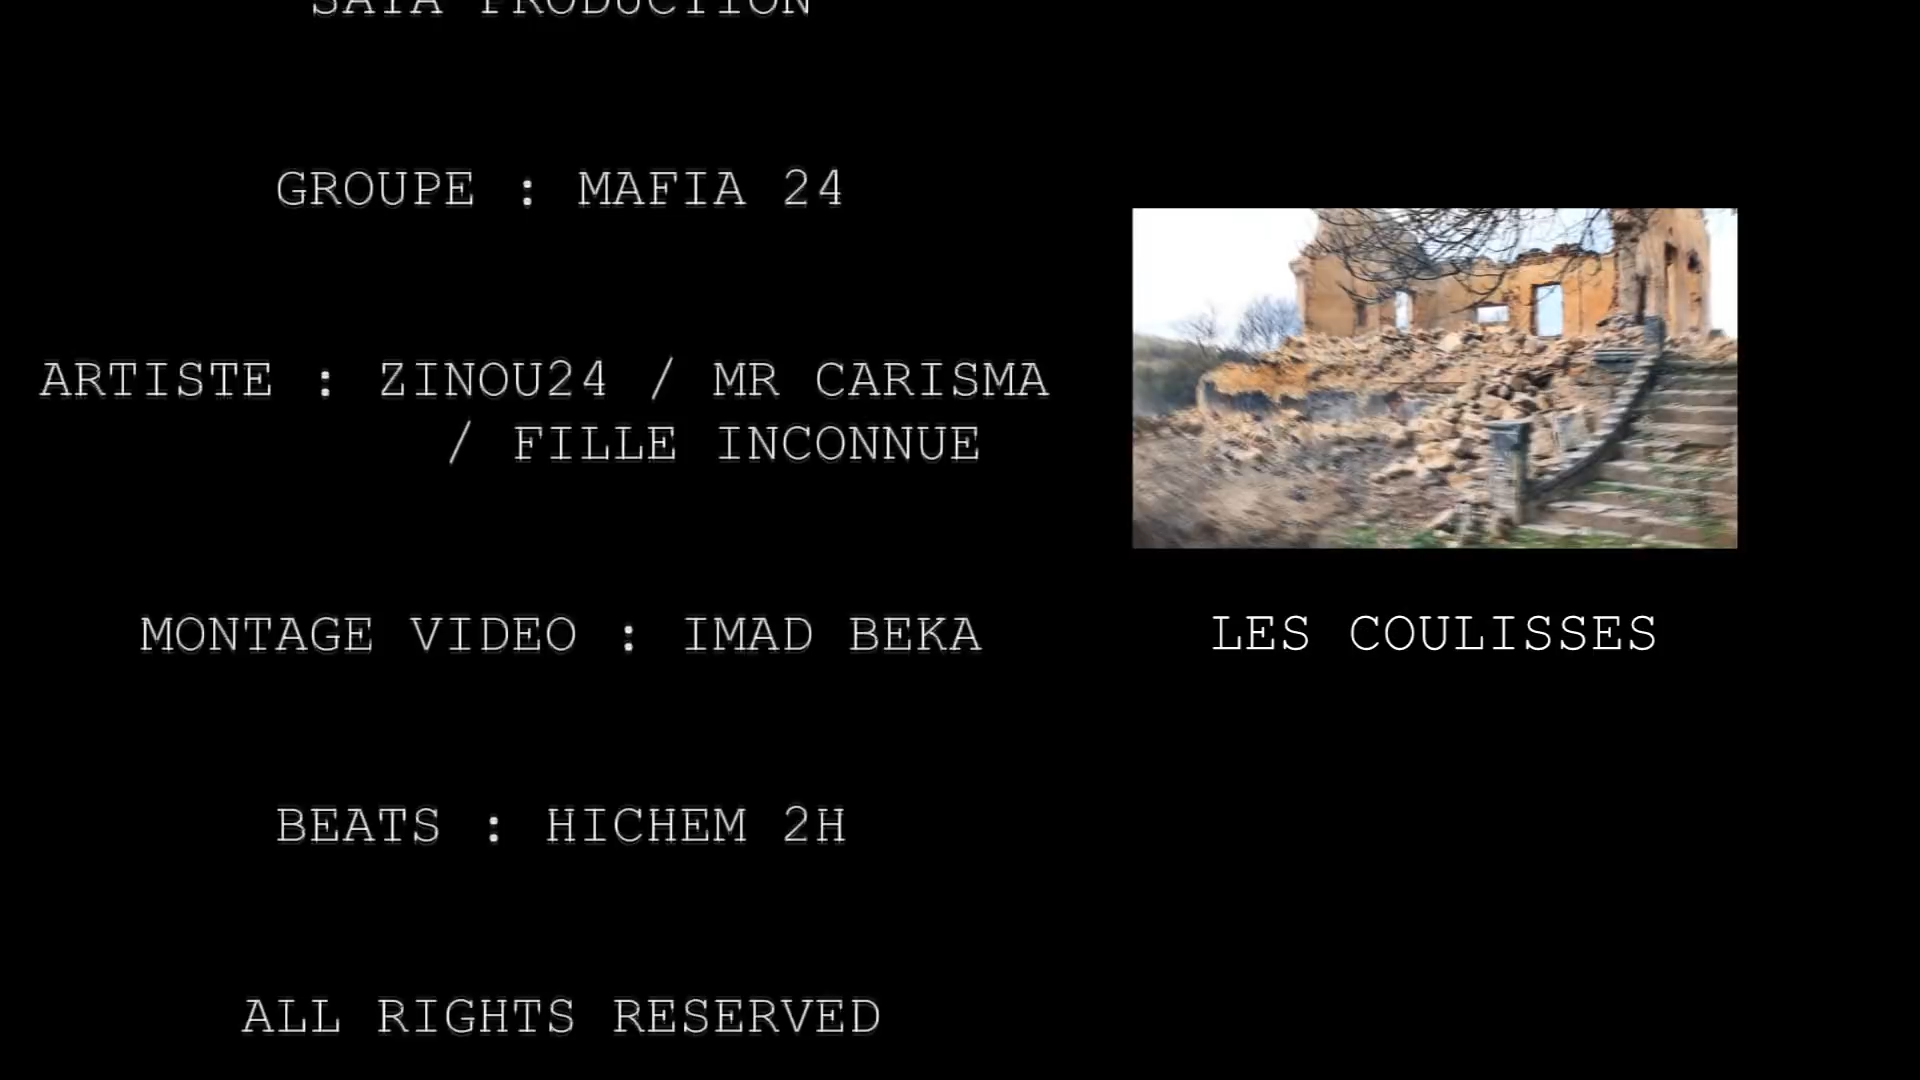 PRODUCTION
GROUPE : MAFIA 24
ARTISTE : ZINOU24 / MR CARISMA
/ FILLE INCONNUE
MONTAGE VIDEO : IMAD BEKA
LES COULISSES
BEATS : HICHEM 2H
ALL RIGHTS RESERVED